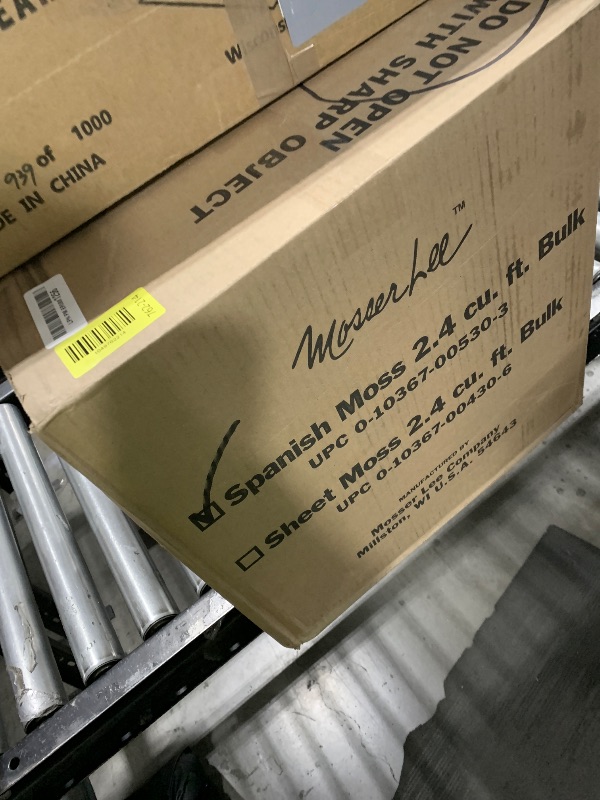 939 of 1000
DE IN CHINA
DO NOT OPEN
WITH SHARP
OBJECT
Mosser Lee™
Spanish Moss 2.4 cu. ft. Bulk
UPC 0-10367-00530-3
Sheet Moss 2.4 cu. ft. Bulk
UPC 0-10367-00430-6
MANUFACTURED BY
Mosser Lee Company
Millston, WI U.S.A. 54643